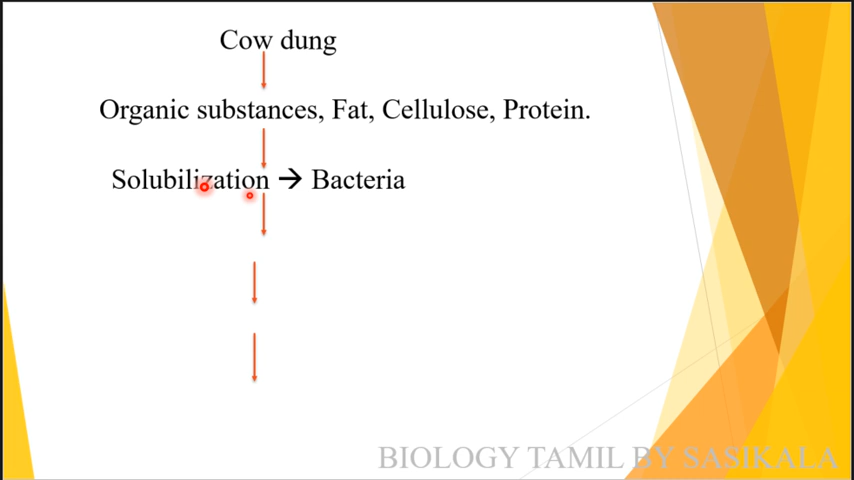 Cow dung
Organic substances, Fat, Cellulose, Protein.
Solubilization → Bacteria
BIOLOGY TAMIL BY SASIKALA